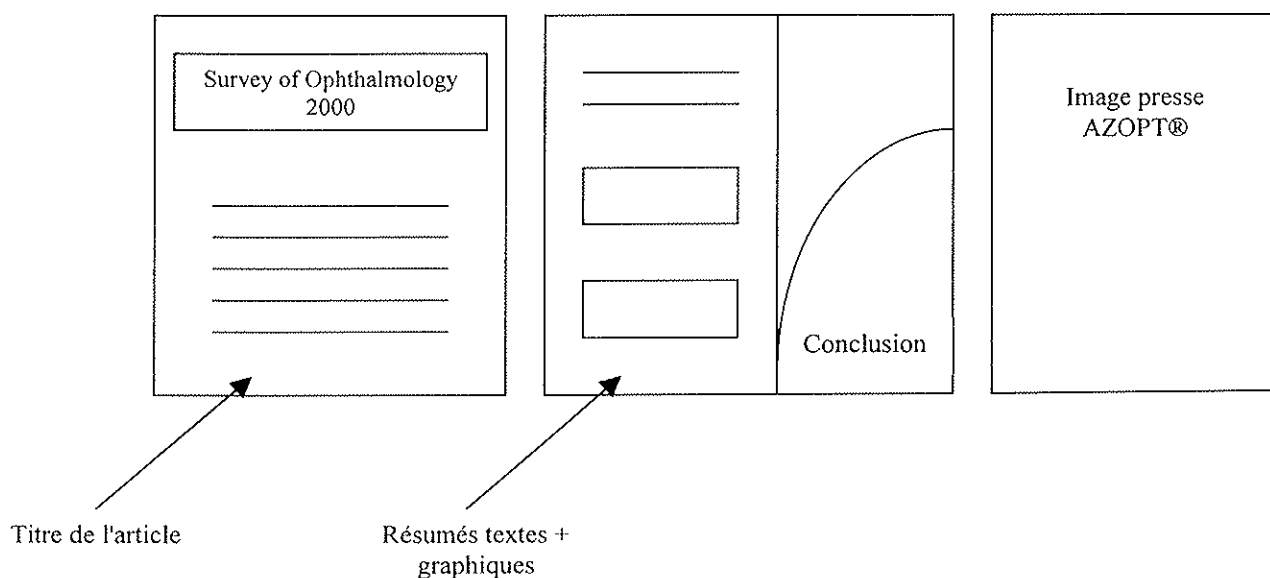 Survey of Ophthalmology
2000
Conclusion
Image presse
AZOPT®
Titre de l'article
Résumés textes +
graphiques